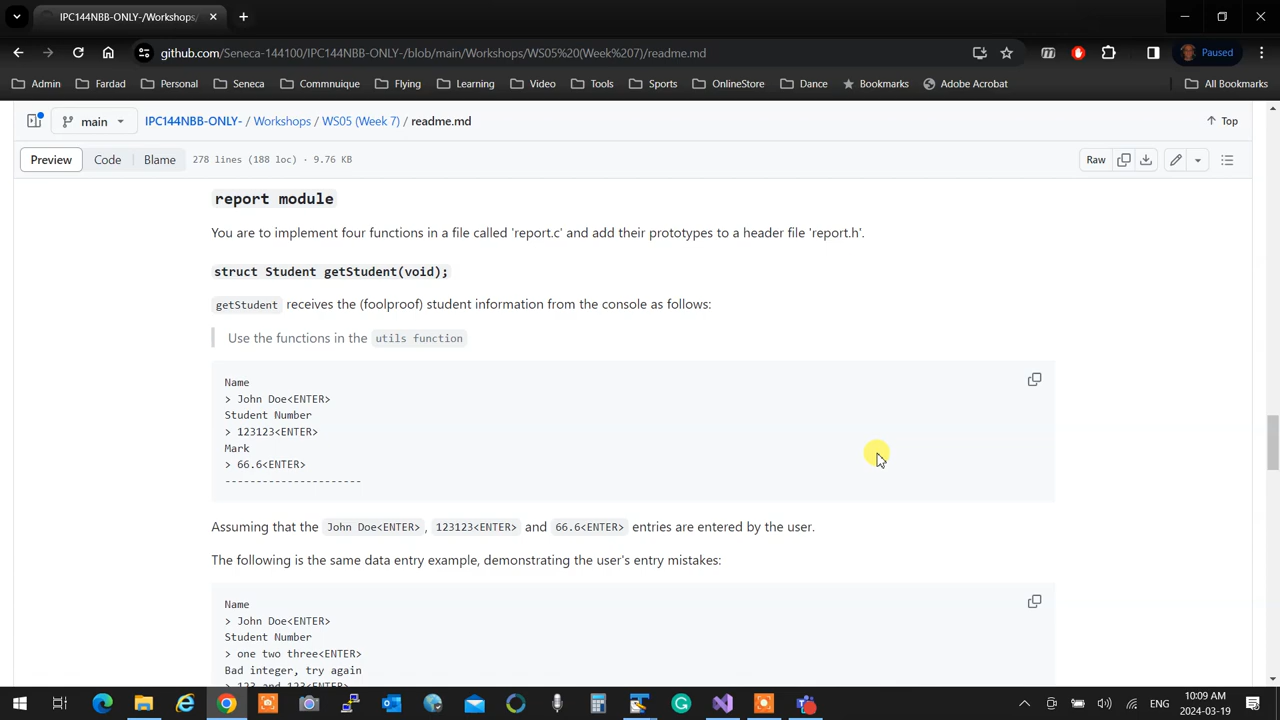 IPC144NBB-ONLY-/Workshops/WS0
github.com/Seneca-144100/IPC144NBB-ONLY-/blob/main/Workshops/WS05%20(Week%207)/readme.md
Paused
Admin Fardad Personal Seneca Commnuique Flying Learning Video Tools Sports OnlineStore Dance Bookmarks Adobe Acrobat All Bookmarks
main IPC144NBB-ONLY- / Workshops / WS05 (Week 7) / readme.md Top
Preview Code Blame 278 lines (188 loc) · 9.76 KB Raw
report module
You are to implement four functions in a file called 'report.c' and add their prototypes to a header file 'report.h'.
struct Student getStudent(void);
getStudent receives the (foolproof) student information from the console as follows:
Use the functions in the utils function
Name
> John Doe<ENTER>
Student Number
> 123123<ENTER>
Mark
> 66.6<ENTER>
----------------------
Assuming that the John Doe<ENTER>, 123123<ENTER> and 66.6<ENTER> entries are entered by the user.
The following is the same data entry example, demonstrating the user's entry mistakes:
Name
> John Doe<ENTER>
Student Number
> one two three<ENTER>
Bad integer, try again
> 123 and 123<ENTER>
ENG 10:09 AM
2024-03-19